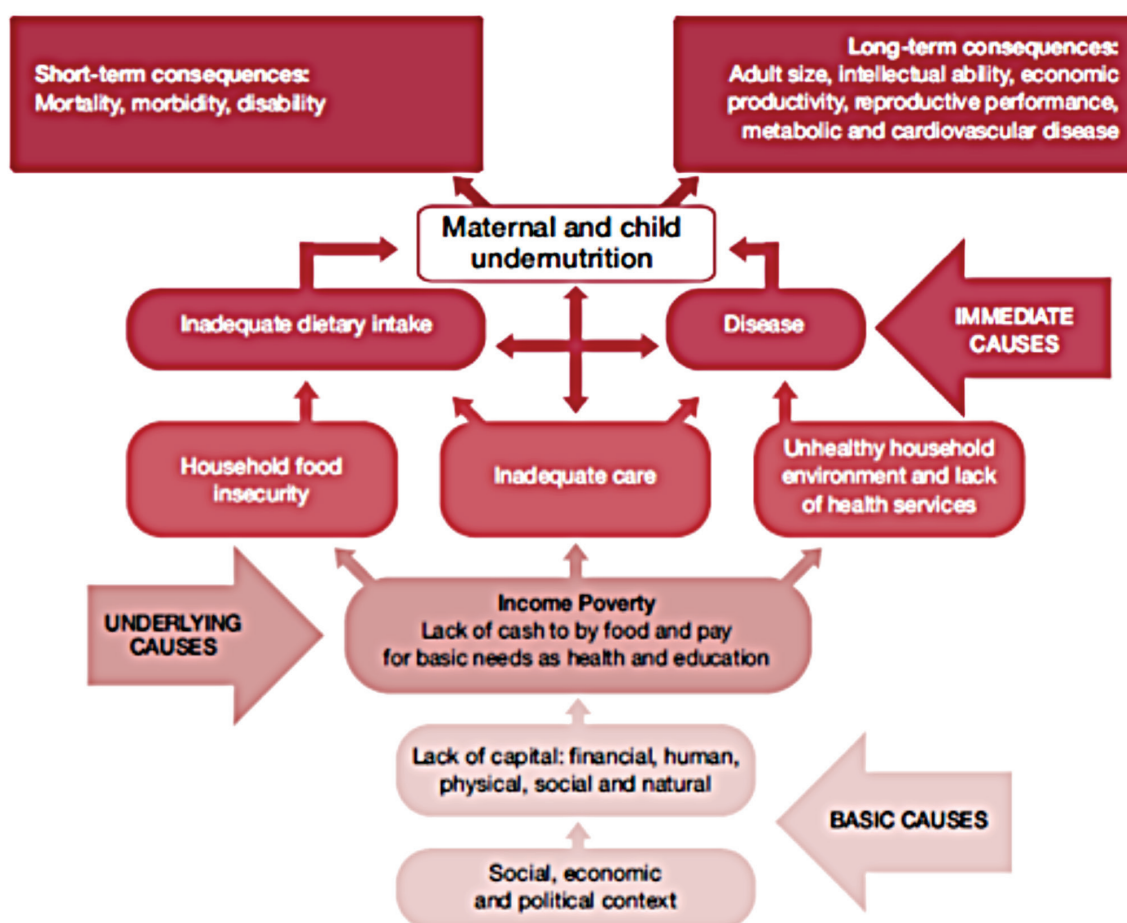 Short-term consequences:
Mortality, morbidity, disability
Long-term consequences:
Adult size, intellectual ability, economic
productivity, reproductive performance,
metabolic and cardiovascular disease
Maternal and child
undernutrition
Inadequate dietary intake
Disease
IMMEDIATE
CAUSES
Household food
insecurity
Inadequate care
Unhealthy household
environment and lack
of health services
UNDERLYING
CAUSES
Income Poverty
Lack of cash to by food and pay
for basic needs as health and education
Lack of capital: financial, human,
physical, social and natural
BASIC CAUSES
Social, economic
and political context